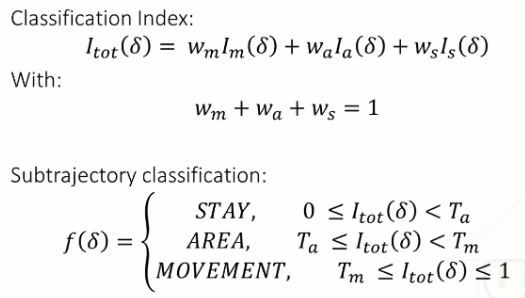 Classification Index:
I_tot(δ) = w_m I_m(δ) + w_a I_a(δ) + w_s I_s(δ)
With:
w_m + w_a + w_s = 1
Subtrajectory classification:
f(δ) = { STAY, 0 ≤ I_tot(δ) < T_a
AREA, T_a ≤ I_tot(δ) < T_m
MOVEMENT, T_m ≤ I_tot(δ) ≤ 1